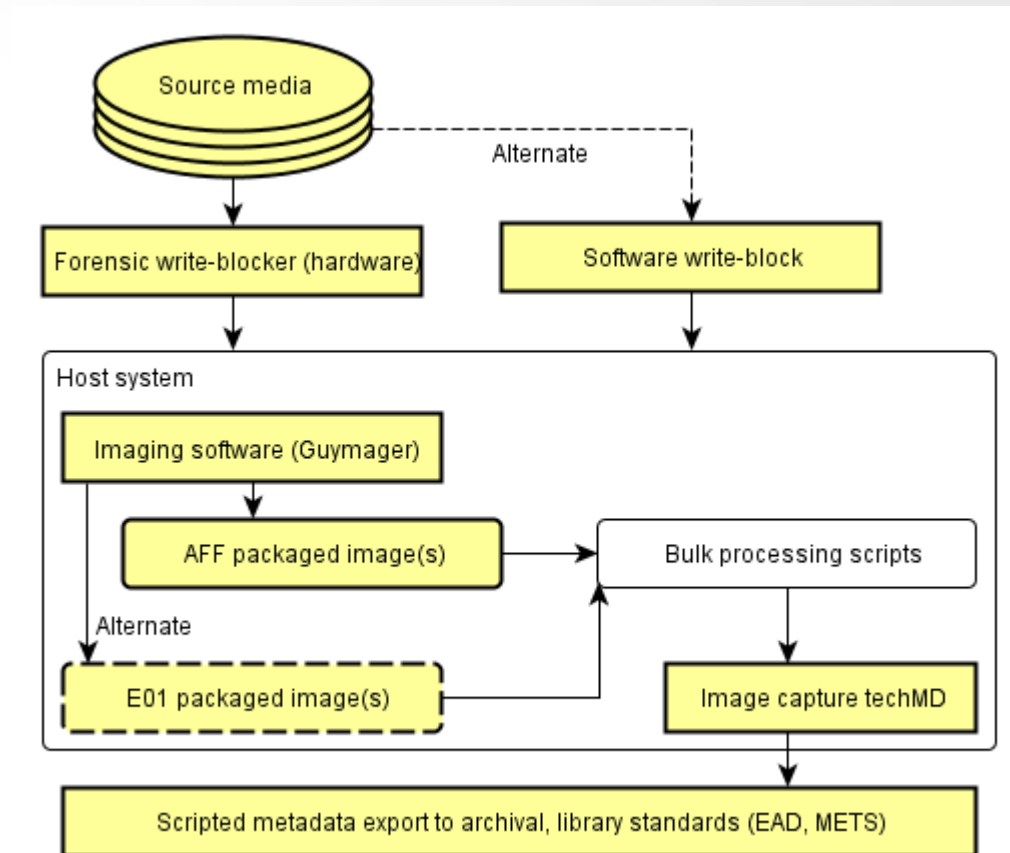 Source media
Alternate
Forensic write-blocker (hardware)
Software write-block
Host system
Imaging software (Guymager)
AFF packaged image(s)
Bulk processing scripts
Alternate
E01 packaged image(s)
Image capture techMD
Scripted metadata export to archival, library standards (EAD, METS)